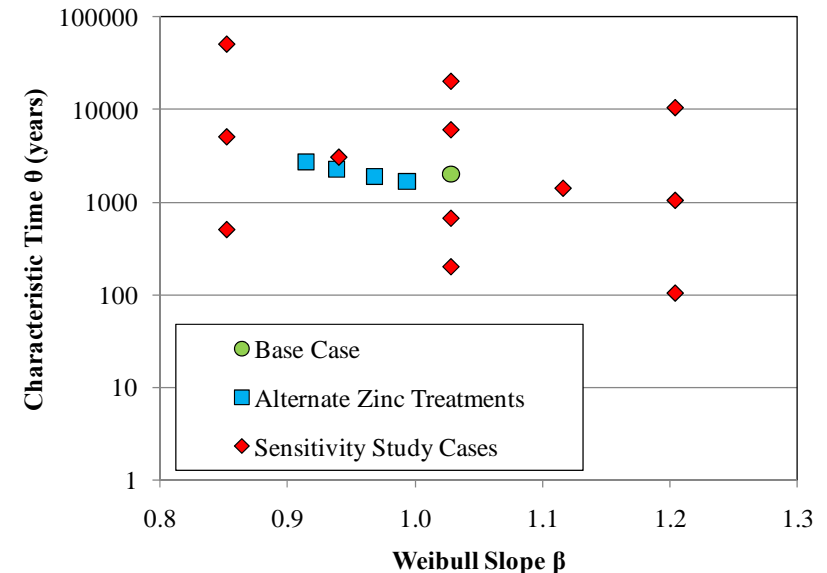 100000
10000
1000
100
10
1
Characteristic Time θ (years)
Base Case
Alternate Zinc Treatments
Sensitivity Study Cases
0.8 0.9 1.0 1.1 1.2 1.3
Weibull Slope β